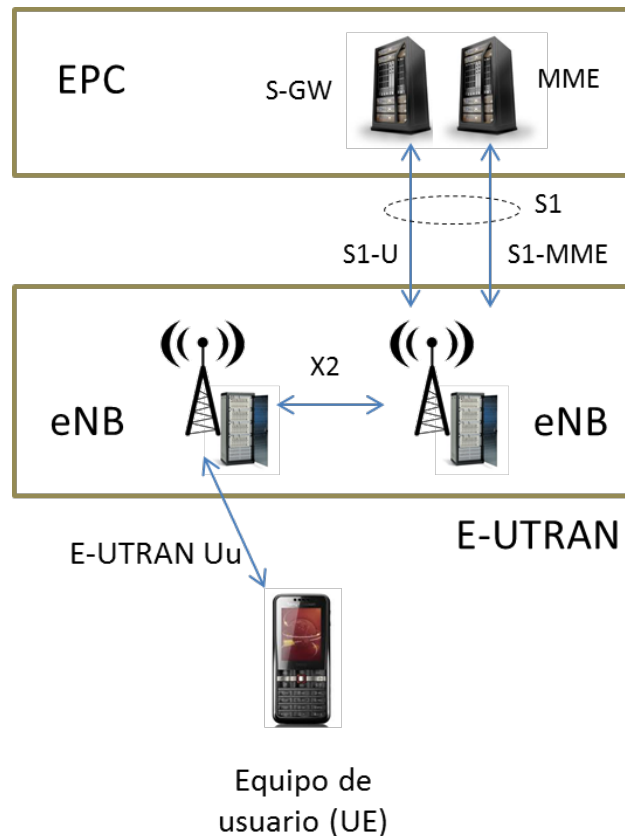 EPC
S-GW
MME
S1
S1-U
S1-MME
X2
eNB
eNB
E-UTRAN
E-UTRAN Uu
Equipo de
usuario (UE)